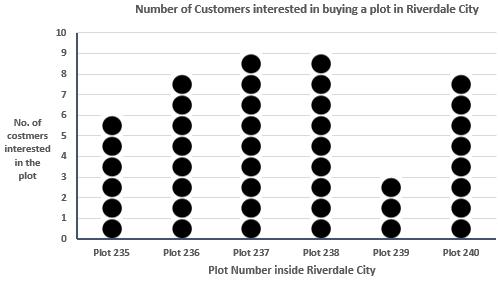 Number of Customers interested in buying a plot in Riverdale City
10
9
8
7
6
5
4
3
2
1
0
No. of
costmers
interested
in the
plot
Plot 235 Plot 236 Plot 237 Plot 238 Plot 239 Plot 240
Plot Number inside Riverdale City